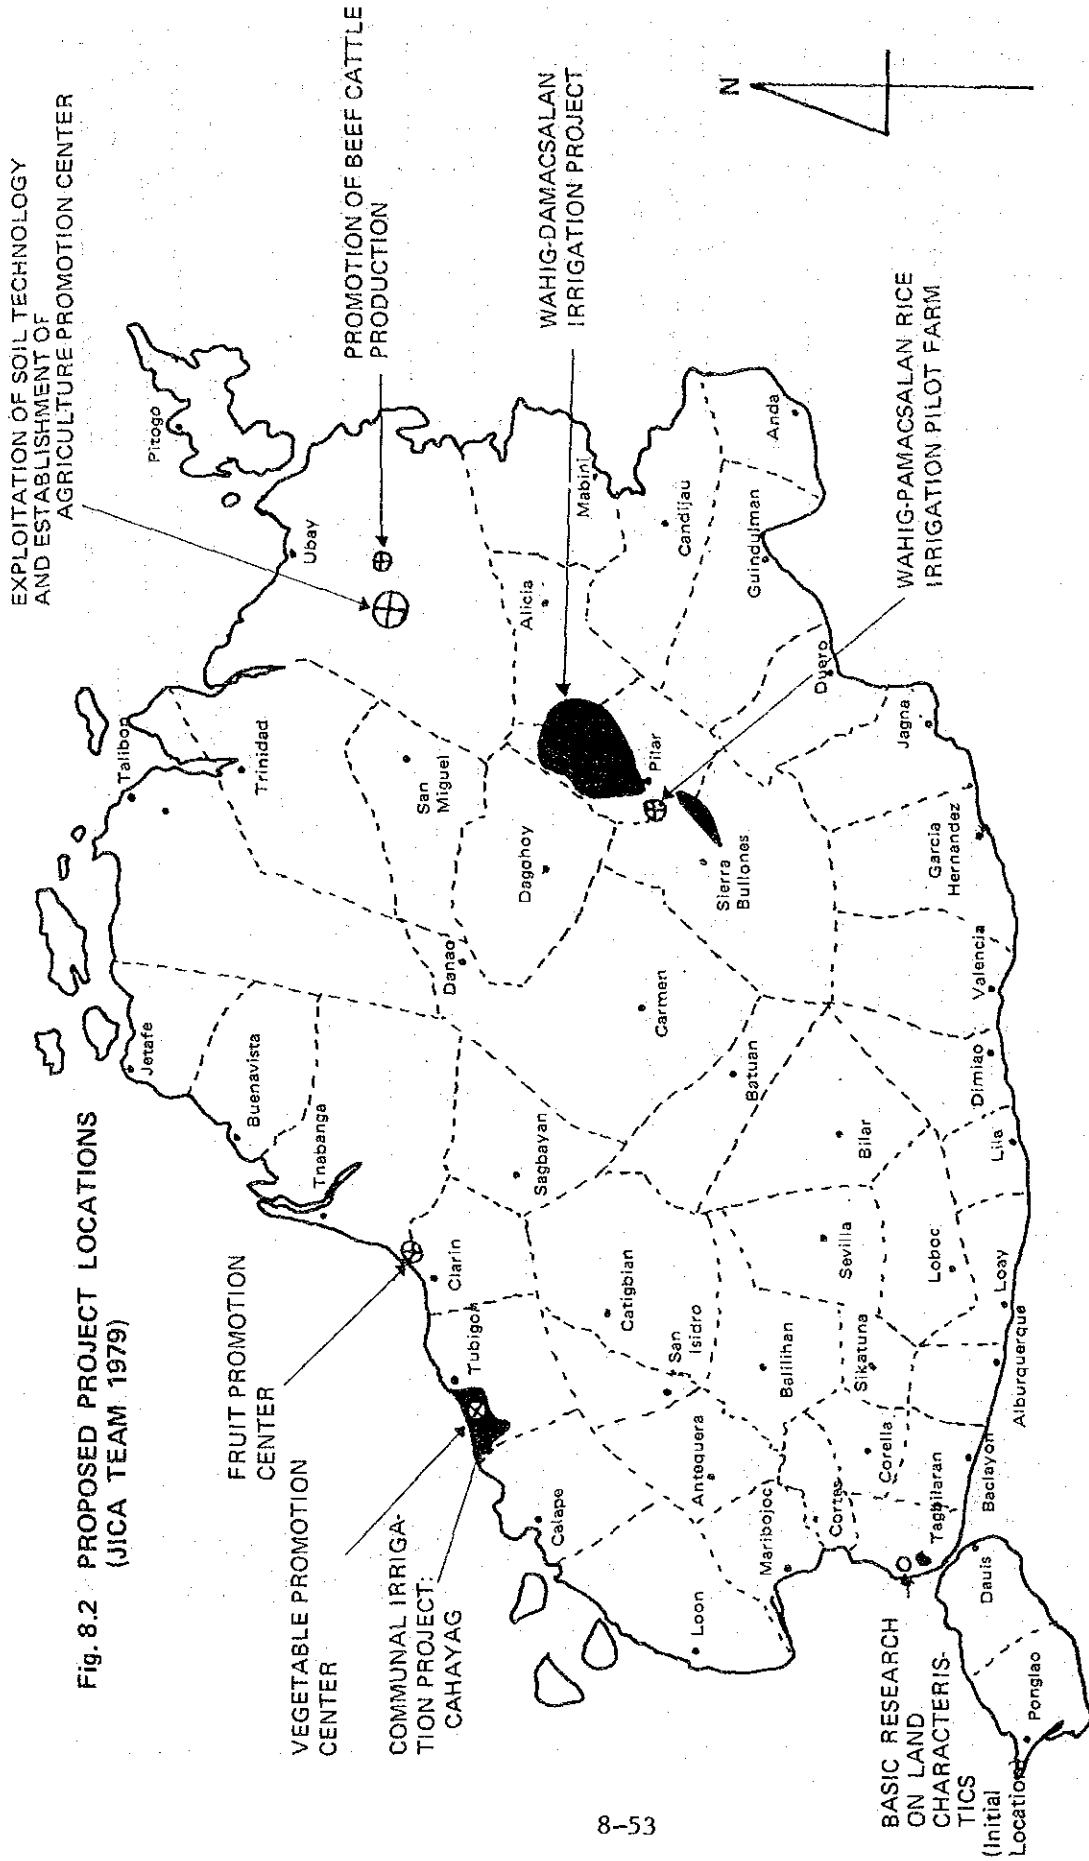 Fig. 8.2 PROPOSED PROJECT LOCATIONS
(JICA TEAM 1979)
EXPLOITATION OF SOIL TECHNOLOGY
AND ESTABLISHMENT OF
AGRICULTURE PROMOTION CENTER
PROMOTION OF BEEF CATTLE
PRODUCTION
WAHIG-DAMACSALAN
IRRIGATION PROJECT
WAHIG-PAMACSALAN RICE
IRRIGATION PILOT FARM
FRUIT PROMOTION
CENTER
VEGETABLE PROMOTION
CENTER
COMMUNAL IRRIGA-
TION PROJECT:
CAHAYAG
BASIC RESEARCH
ON LAND
CHARACTERIS-
TICS
(Initial
Location)
N
Pitogo
Ubay
Talibon
Trinidad
San
Miguel
Jetafe
Buenavista
Tnabanga
Danao
Dagohoy
Alicia
Mabini
Candijau
Anda
Guindulman
Duero
Jagna
Pilar
Sierra
Bullones
Garcia
Hernandez
Valencia
Carmen
Batuan
Dimiao
Bilar
Lila
Sagbayan
Clarin
Tubigon
Catigbian
San
Isidro
Sevilla
Loboc
Loay
Balilihan
Sikatuna
Alburquerque
Calape
Antequera
Corella
Baclayon
Loon
Maribojoc
Cortes
Tagbilaran
Dauis
Ponglao
8-53